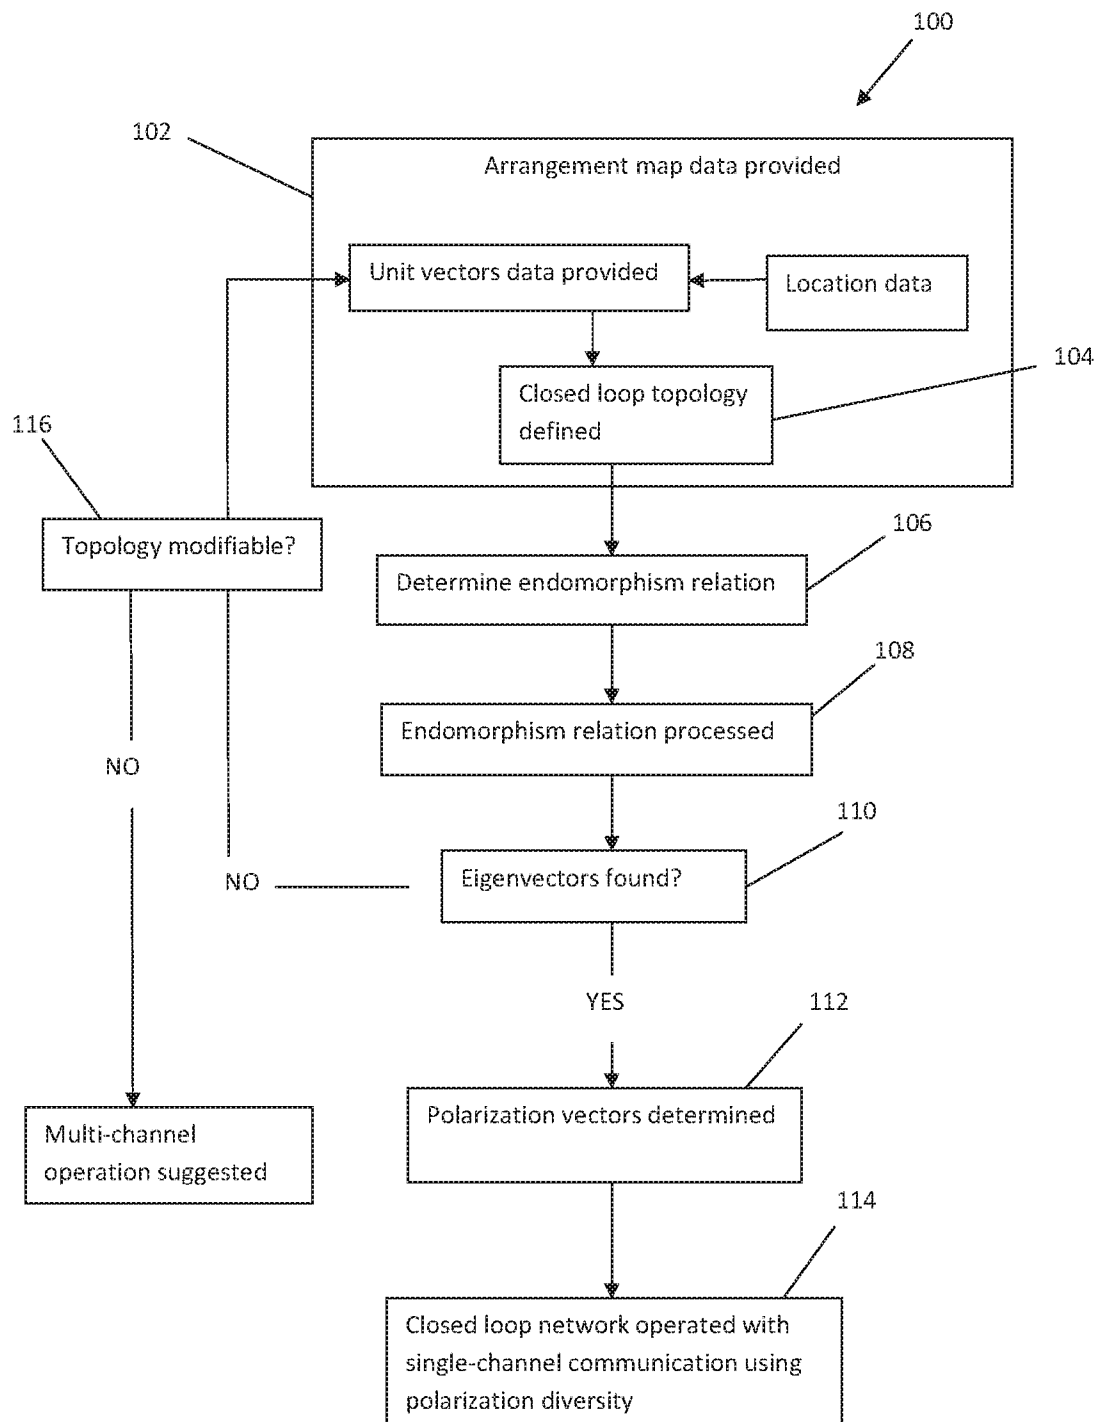 100
102
Arrangement map data provided
Unit vectors data provided
Location data
104
Closed loop topology
defined
116
Topology modifiable?
106
Determine endomorphism relation
108
Endomorphism relation processed
NO
110
NO
Eigenvectors found?
YES
112
Polarization vectors determined
Multi-channel
operation suggested
114
Closed loop network operated with
single-channel communication using
polarization diversity